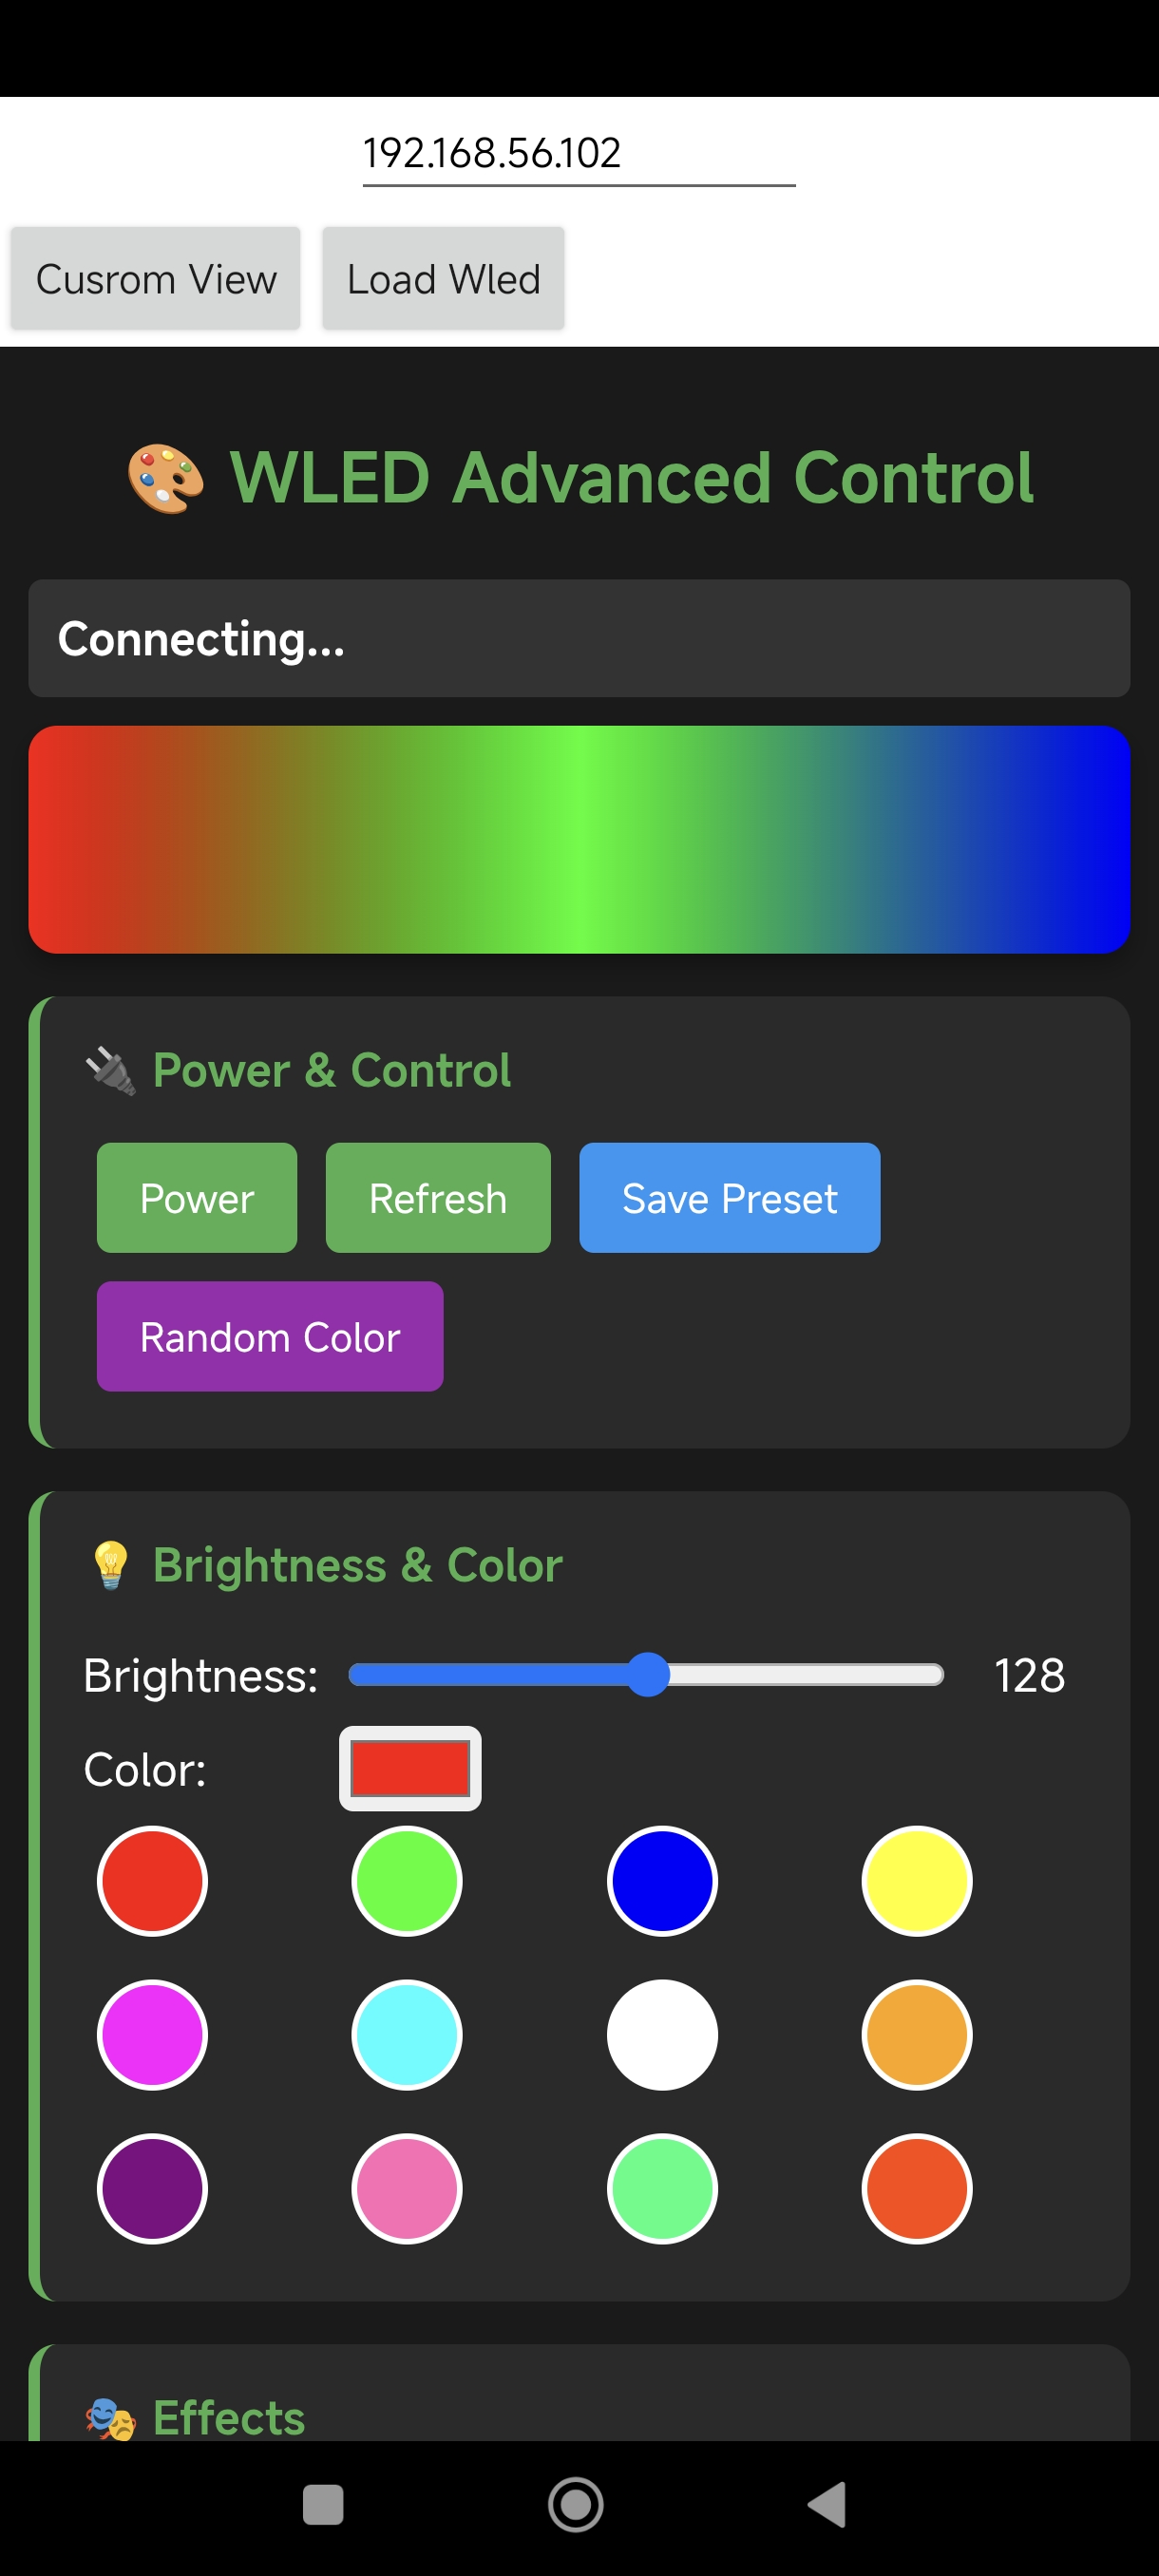 192.168.56.102
Cusrom View Load Wled
🎨 WLED Advanced Control
Connecting...
🔌 Power & Control
Power Refresh Save Preset
Random Color
💡 Brightness & Color
Brightness: 128
Color:
🎭 Effects